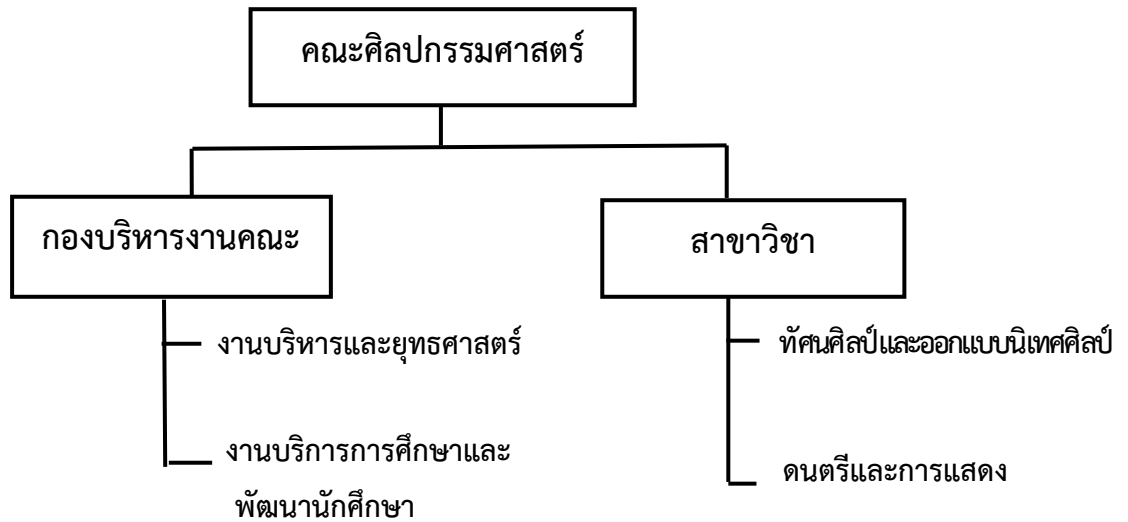 คณะศิลปกรรมศาสตร์
กองบริหารงานคณะ
สาขาวิชา
งานบริหารและยุทธศาสตร์
งานบริการการศึกษาและ
พัฒนานักศึกษา
ทัศนศิลป์และออกแบบนิเทศศิลป์
ดนตรีและการแสดง